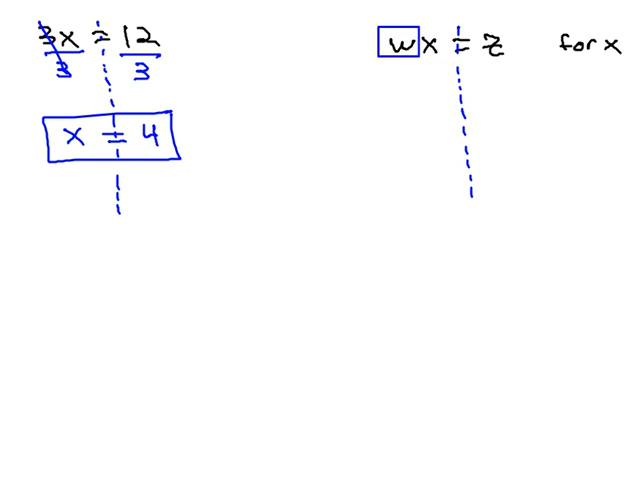 3x = 12
3 3
x = 4
wx = z for x